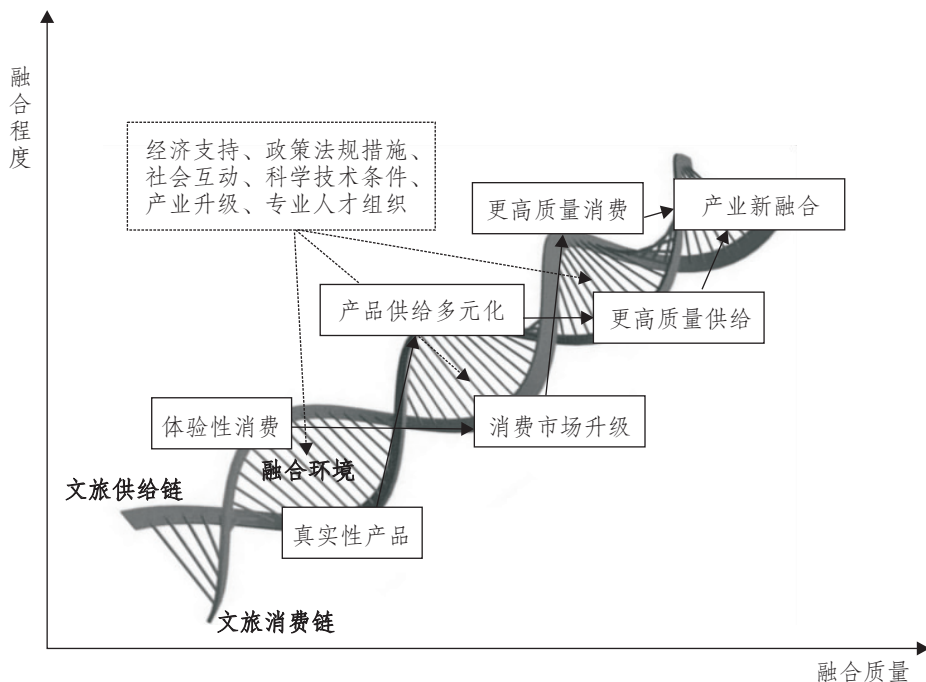 融合程度
经济支持、政策法规措施、
社会互动、科学技术条件、
产业升级、专业人才组织
更高质量消费
产业新融合
产品供给多元化
更高质量供给
体验性消费
消费市场升级
融合环境
文旅供给链
真实性产品
文旅消费链
融合质量